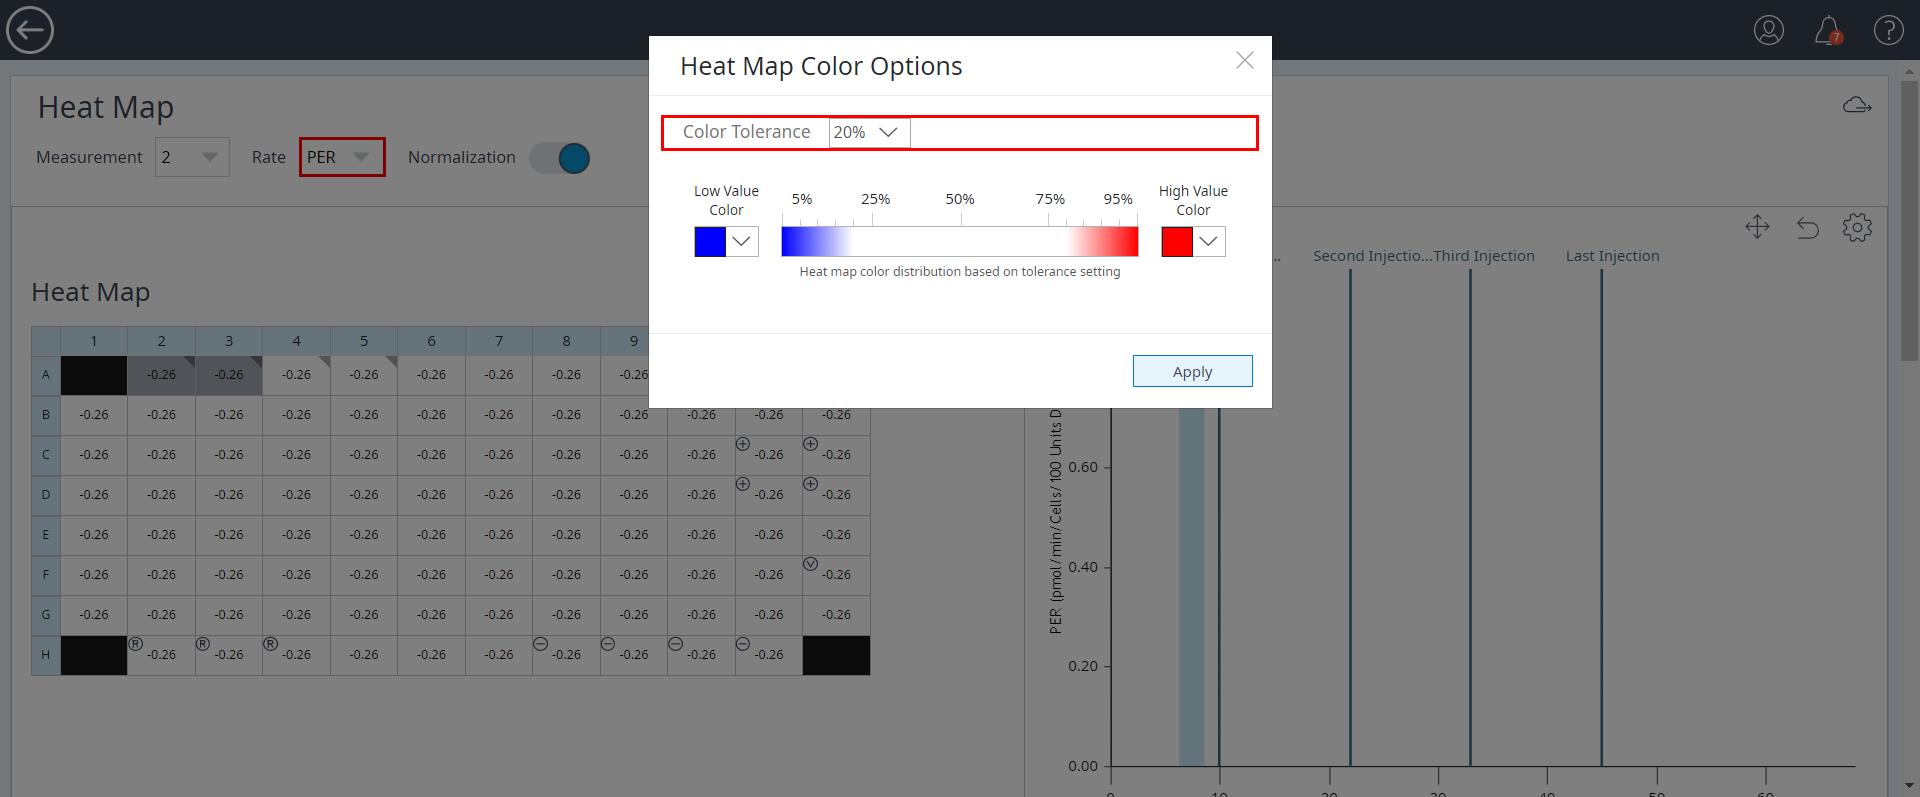 7
Heat Map
Measurement 2 Rate PER Normalization
Heat Map Color Options
Color Tolerance 20%
Low Value Color
5% 25% 50% 75% 95%
High Value Color
Heat map color distribution based on tolerance setting
Apply
Heat Map
1 2 3 4 5 6 7 8 9
A -0.26 -0.26 -0.26 -0.26 -0.26 -0.26 -0.26
B -0.26 -0.26 -0.26 -0.26 -0.26 -0.26 -0.26 -0.26 -0.26 -0.26 -0.26 -0.26
C -0.26 -0.26 -0.26 -0.26 -0.26 -0.26 -0.26 -0.26 -0.26 -0.26 -0.26 -0.26
D -0.26 -0.26 -0.26 -0.26 -0.26 -0.26 -0.26 -0.26 -0.26 -0.26 -0.26 -0.26
E -0.26 -0.26 -0.26 -0.26 -0.26 -0.26 -0.26 -0.26 -0.26 -0.26 -0.26 -0.26
F -0.26 -0.26 -0.26 -0.26 -0.26 -0.26 -0.26 -0.26 -0.26 -0.26 -0.26 V -0.26
G -0.26 -0.26 -0.26 -0.26 -0.26 -0.26 -0.26 -0.26 -0.26 -0.26 -0.26 -0.26
H R -0.26 R -0.26 R -0.26 -0.26 -0.26 -0.26 -0.26 -0.26 -0.26 -0.26
... Second Injectio... Third Injection Last Injection
PER (pmol/min/Cells/100 Units
0.60
0.40
0.20
0.00
0 10 20 30 40 50 60